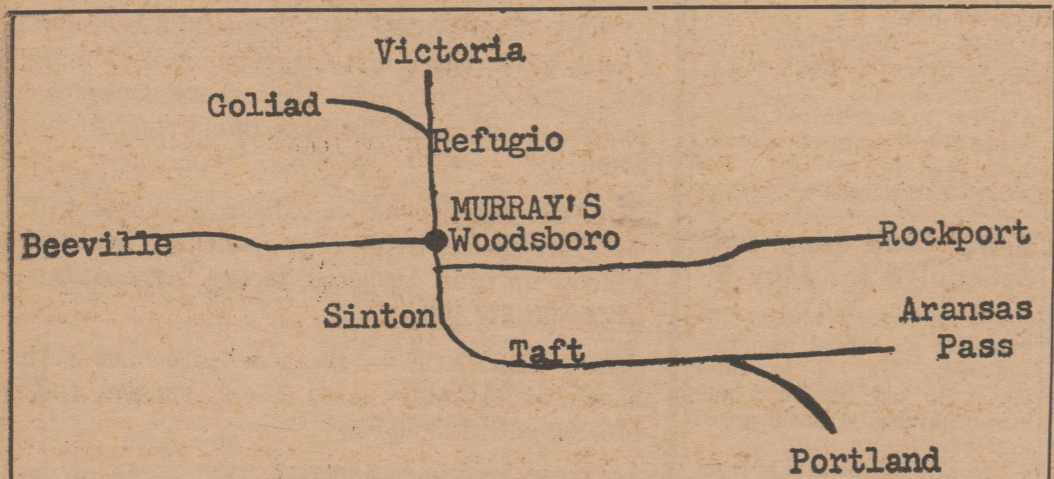 Victoria
Goliad
Refugio
MURRAY'S
Beeville
Woodsboro
Rockport
Sinton
Aransas
Taft
Pass
Portland